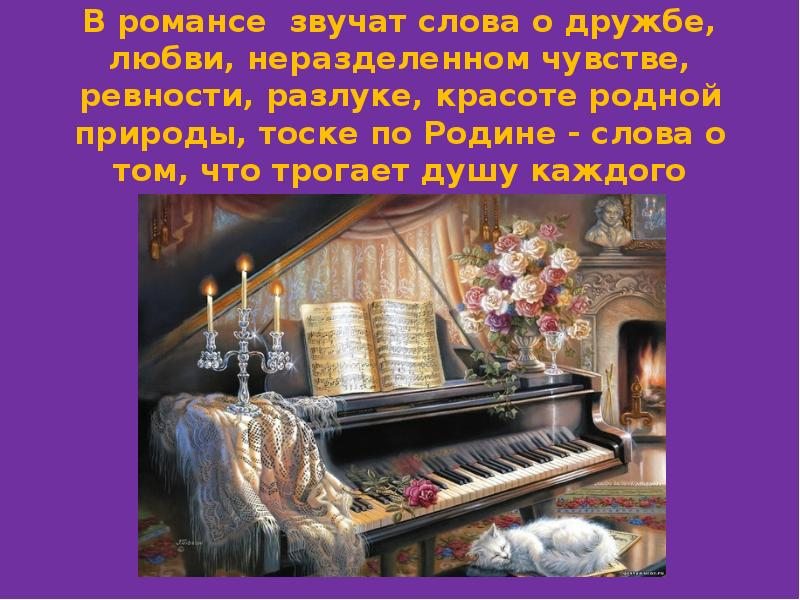 В романсе  звучат слова о дружбе,
любви, неразделенном чувстве,
ревности, разлуке, красоте родной
природы, тоске по Родине - слова о
том, что трогает душу каждого